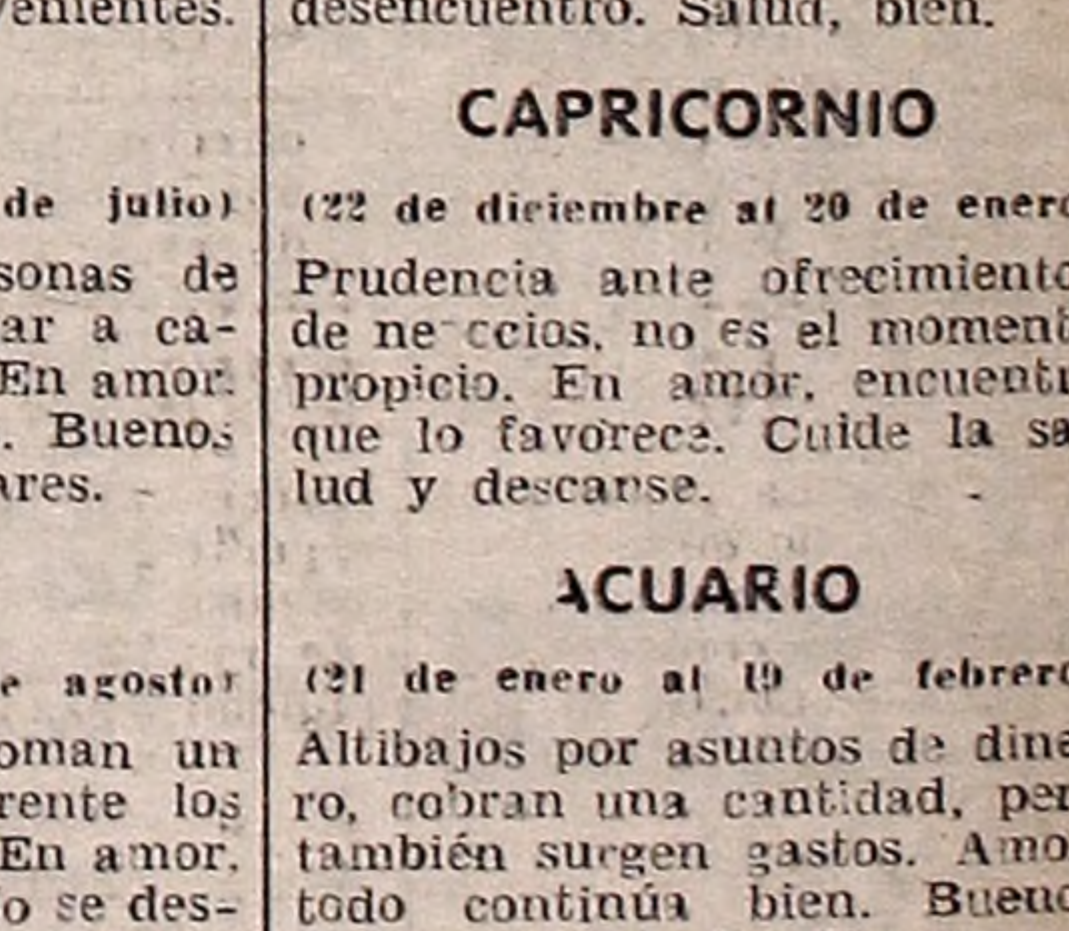 venientes.
de julio)
sonas de
ar a ca-
En amor.
. Buenos
ares.
e agosto)
oman un
rente los
En amor,
o se des-
desencuentro. Salud, bien.
CAPRICORNIO
(22 de diciembre al 20 de enero
Prudencia ante ofrecimiento
de ne ccios, no es el moment
propicio. En amor, encuentr
que lo favorece. Cuide la sa
lud y descanse.
ACUARIO
(21 de enero al 19 de febrero
Altibajos por asuntos de dine
ro, cobran una cantidad, per
también surgen gastos. Amo
todo continúa bien. Bueno